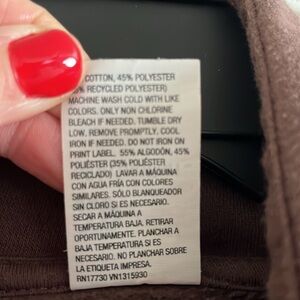 COTTON, 45% POLYESTER
RECYCLED POLYESTER)
MACHINE WASH COLD WITH LIKE
COLORS. ONLY NON CHLORINE
BLEACH IF NEEDED. TUMBLE DRY
LOW, REMOVE PROMPTLY. COOL
IRON IF NEEDED. DO NOT IRON ON
PRINT LABEL. 55% ALGODÓN, 45%
POLIÉSTER (35% POLIÉSTER
RECICLADO) LAVAR A MÁQUINA
CON AGUA FRÍA CON COLORES
SIMILARES. SÓLO BLANQUEADOR
SIN CLORO SI ES NECESARIO.
SECAR A MÁQUINA A
TEMPERATURA BAJA, RETIRAR
OPORTUNAMENTE. PLANCHAR A
BAJA TEMPERATURA SI ES
NECESARIO. NO PLANCHAR SOBRE
LA ETIQUETA IMPRESA.
RN17730 VN1315930